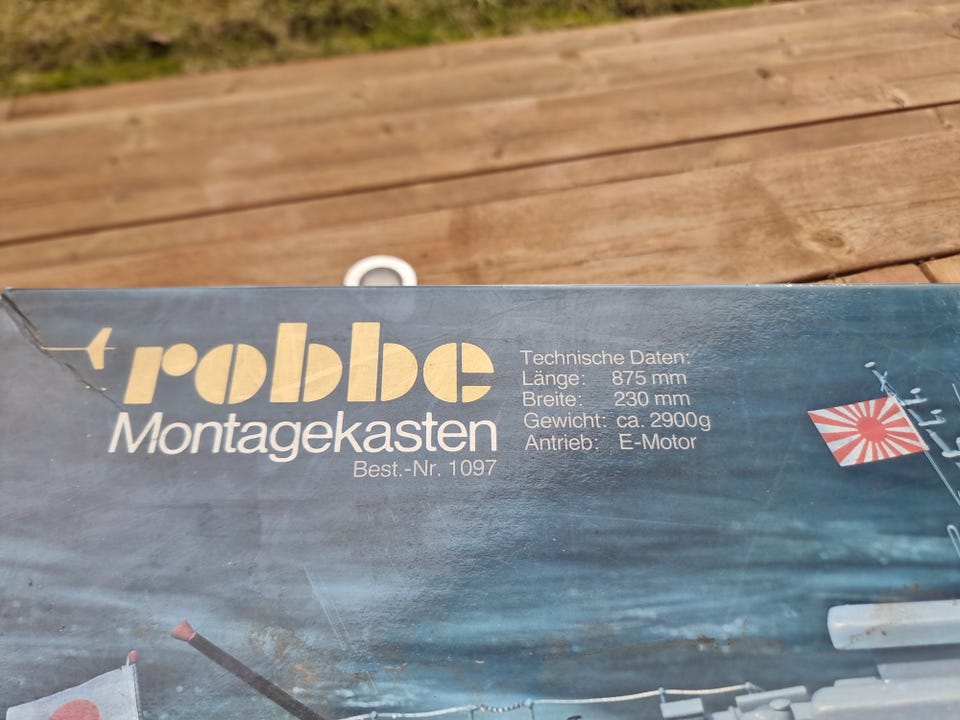 robbe
Montagekasten
Best.-Nr. 1097
Technische Daten:
Länge: 875 mm
Breite: 230 mm
Gewicht: ca. 2900g
Antrieb: E-Motor